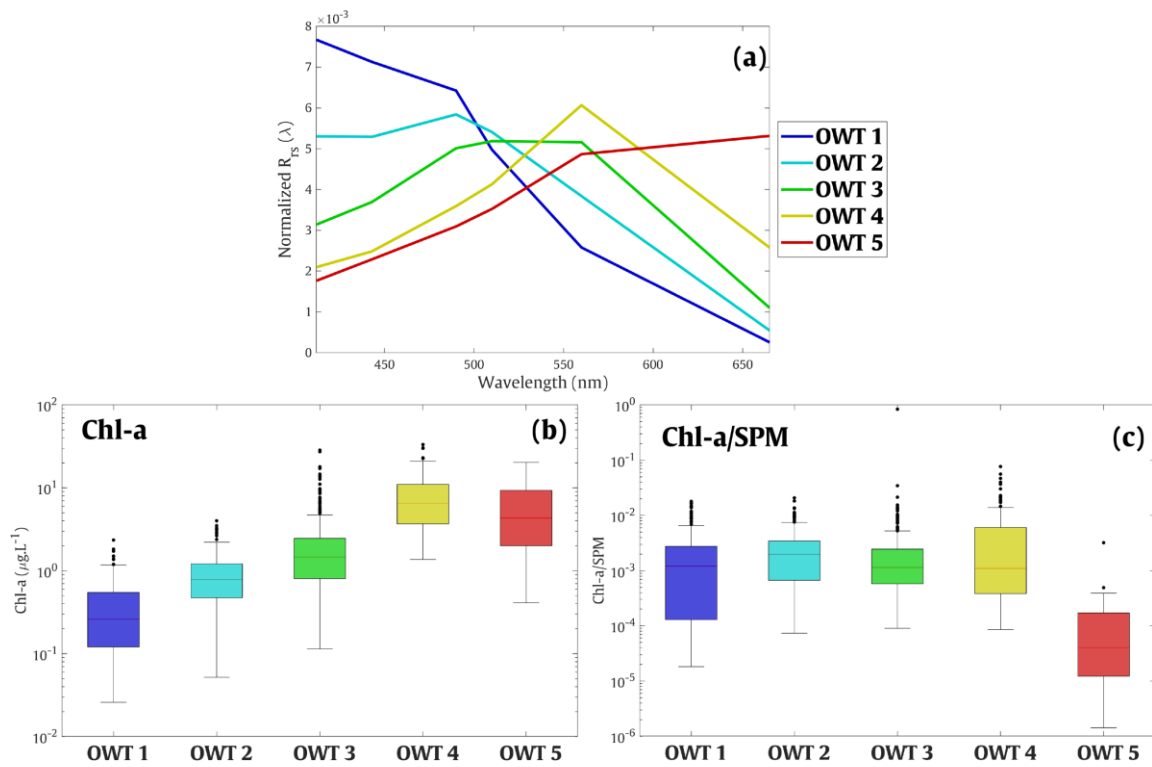 ×10⁻³
8
7
6
5
4
3
2
1
0
Normalized R_rs (λ)
(a)
450 500 550 600 650
Wavelength (nm)
OWT 1
OWT 2
OWT 3
OWT 4
OWT 5
Chl-a
(b)
10²
10¹
10⁰
10⁻¹
10⁻²
Chl-a (μg.L⁻¹)
OWT 1 OWT 2 OWT 3 OWT 4 OWT 5
Chl-a/SPM
(c)
10⁰
10⁻¹
10⁻²
10⁻³
10⁻⁴
10⁻⁵
10⁻⁶
Chl-a/SPM
OWT 1 OWT 2 OWT 3 OWT 4 OWT 5